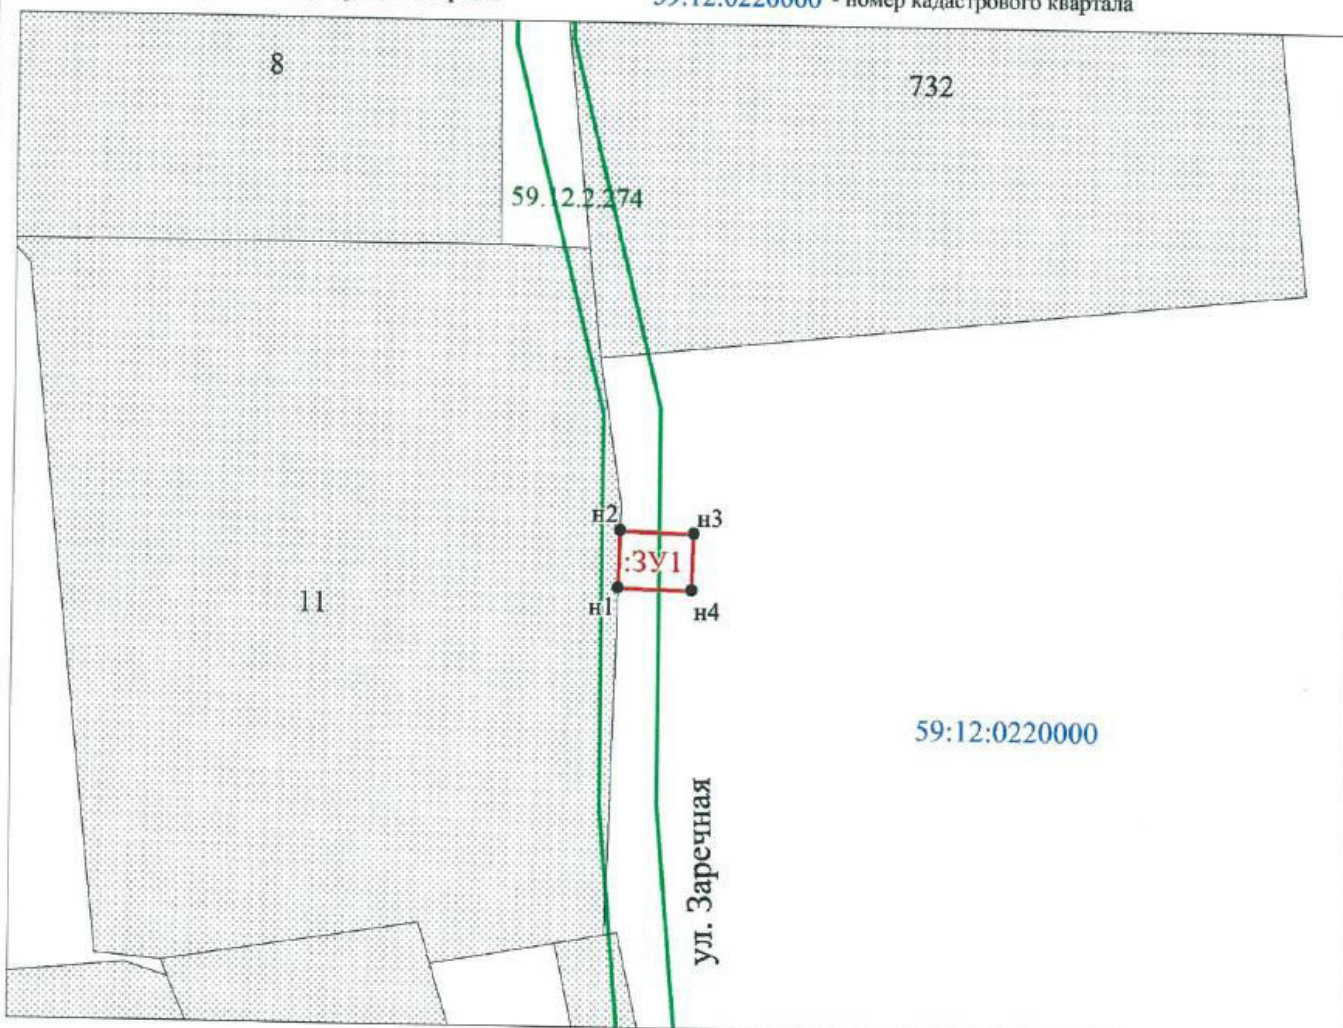 59:12:0220000 - номер кадастрового квартала
8
732
59.12.2.274
н2
н3
:ЗУ1
н1
н4
11
59:12:0220000
ул. Заречная